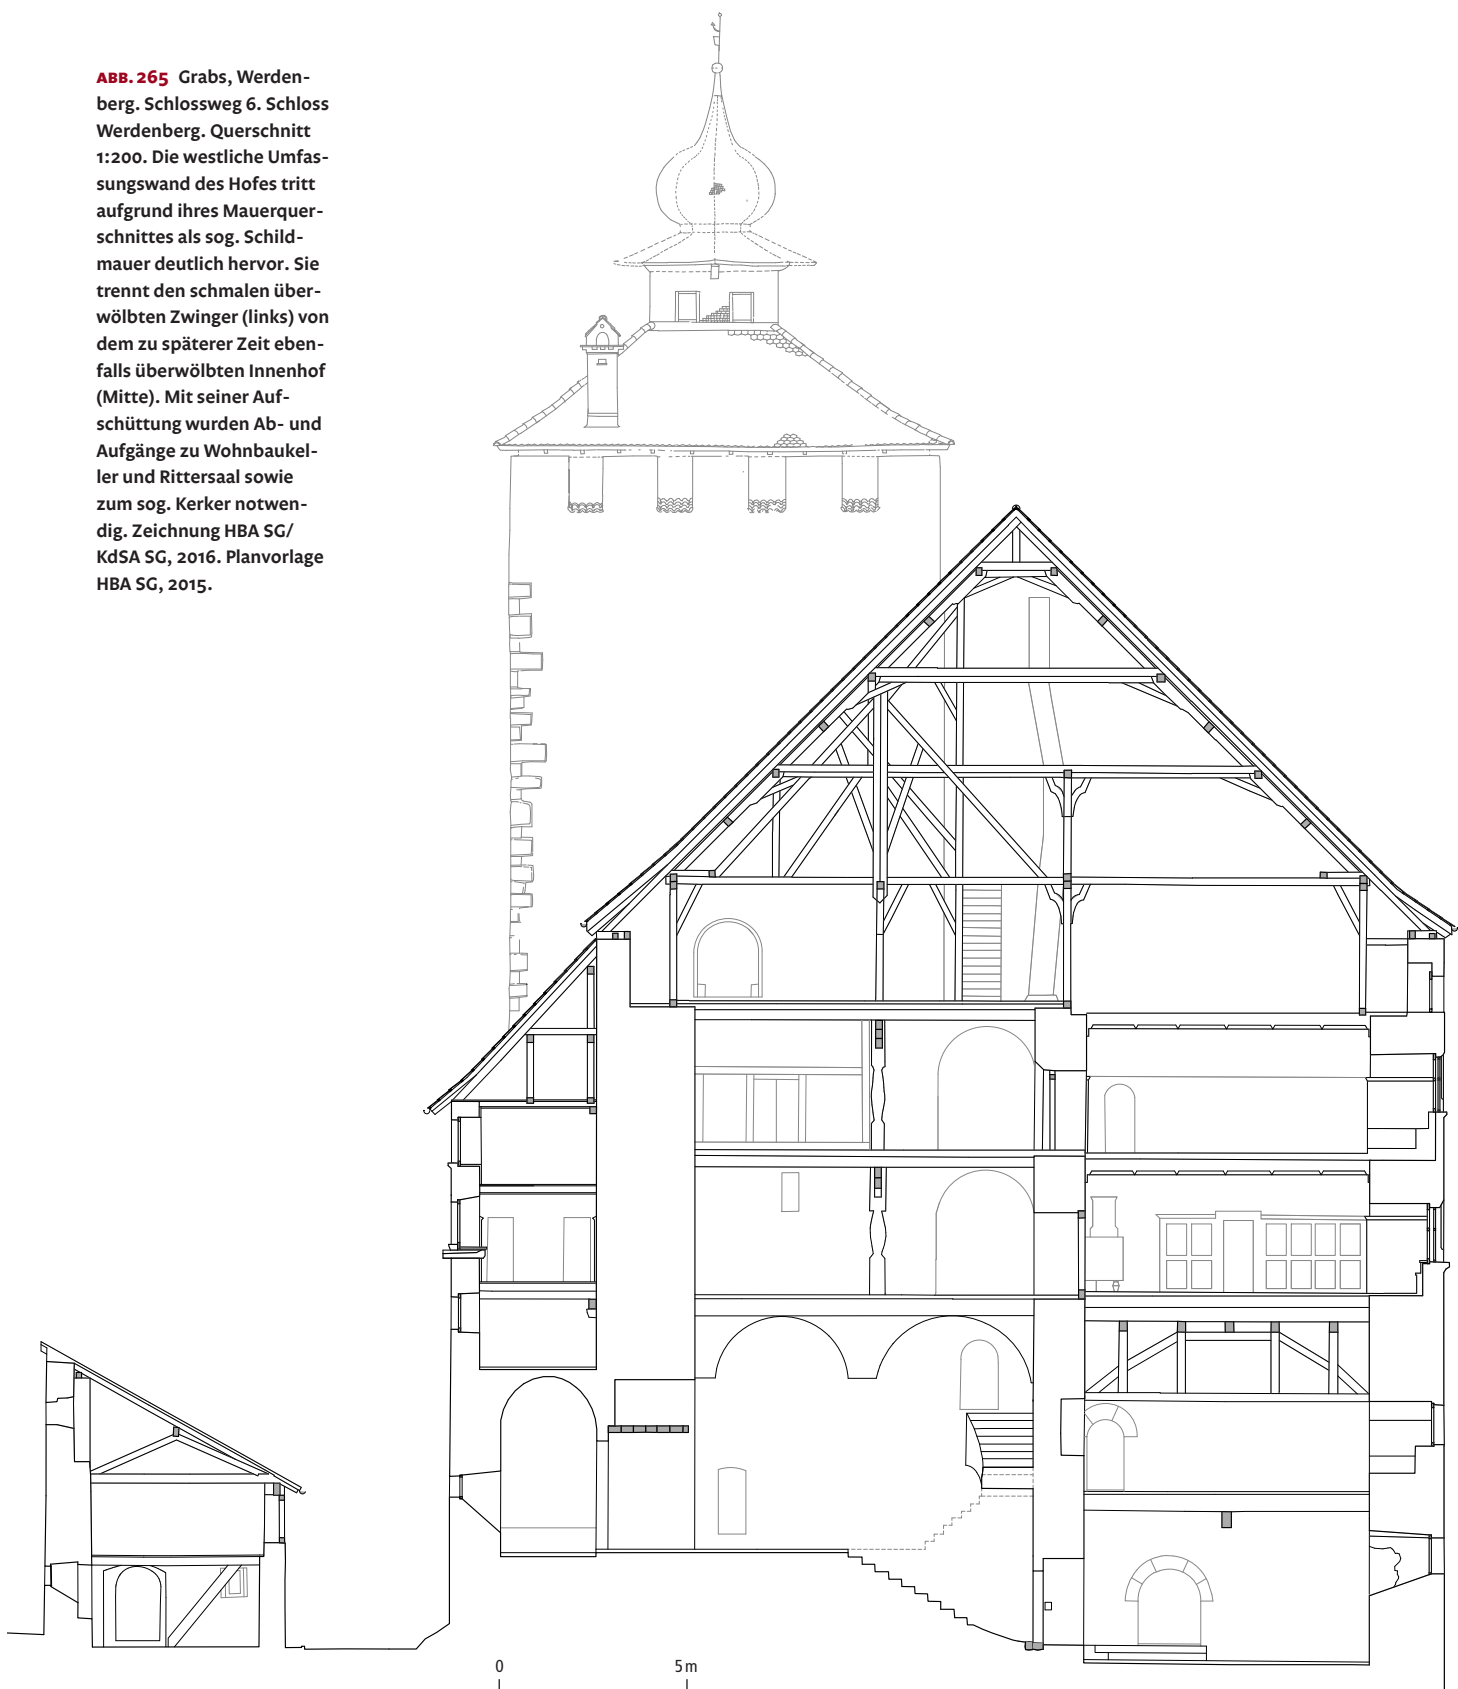 ABB. 265 Grabs, Werden-
berg. Schlossweg 6. Schloss
Werdenberg. Querschnitt
1:200. Die westliche Umfas-
sungswand des Hofes tritt
aufgrund ihres Mauerquer-
schnittes als sog. Schild-
mauer deutlich hervor. Sie
trennt den schmalen über-
wölbten Zwinger (links) von
dem zu späterer Zeit eben-
falls überwölbten Innenhof
(Mitte). Mit seiner Auf-
schüttung wurden Ab- und
Aufgänge zu Wohnbaukel-
ler und Rittersaal sowie
zum sog. Kerker notwen-
dig. Zeichnung HBA SG/
KdSA SG, 2016. Planvorlage
HBA SG, 2015.
0 5 m